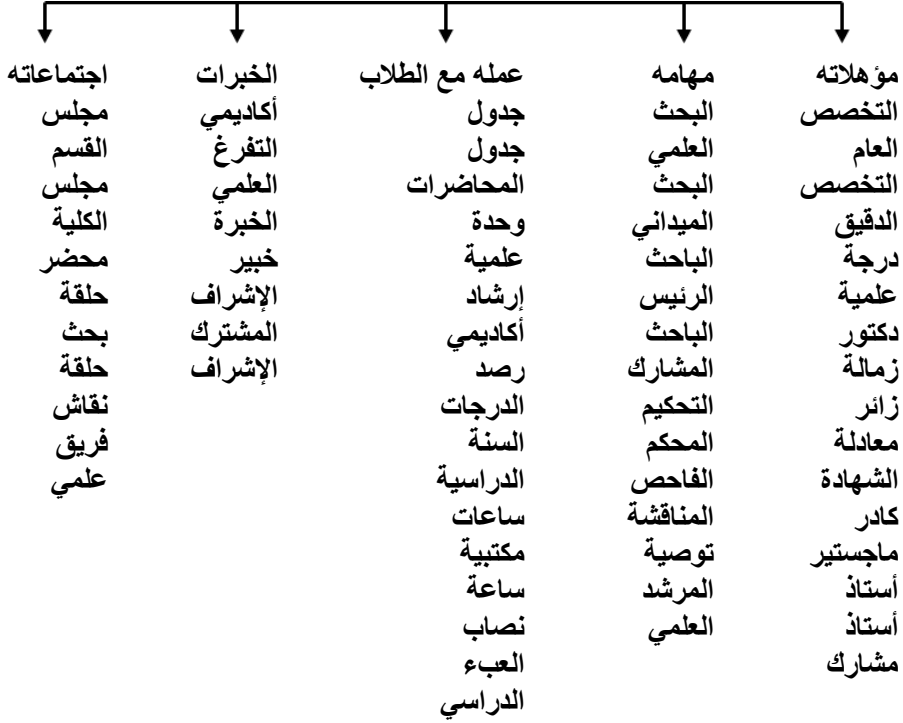 مؤهلاته
التخصص
العام
التخصص
الدقيق
درجة
علمية
دكتور
زمالة
زائر
معادلة
الشهادة
كادر
ماجستير
أستاذ
أستاذ
مشارك
مهامه
البحث
العلمي
البحث
الميداني
الباحث
الرئيس
الباحث
المشارك
التحكيم
المحكم
الفاحص
المناقشة
توصية
المرشد
العلمي
عمله مع الطلاب
جدول
جدول
المحاضرات
وحدة
علمية
إرشاد
أكاديمي
رصد
الدرجات
السنة
الدراسية
ساعات
مكتبية
ساعة
نصاب
العبء
الدراسي
الخبرات
أكاديمي
التفرغ
العلمي
الخبرة
خبير
الإشراف
المشترك
الإشراف
اجتماعاته
مجلس
القسم
مجلس
الكلية
محضر
حلقة
بحث
حلقة
نقاش
فريق
علمي